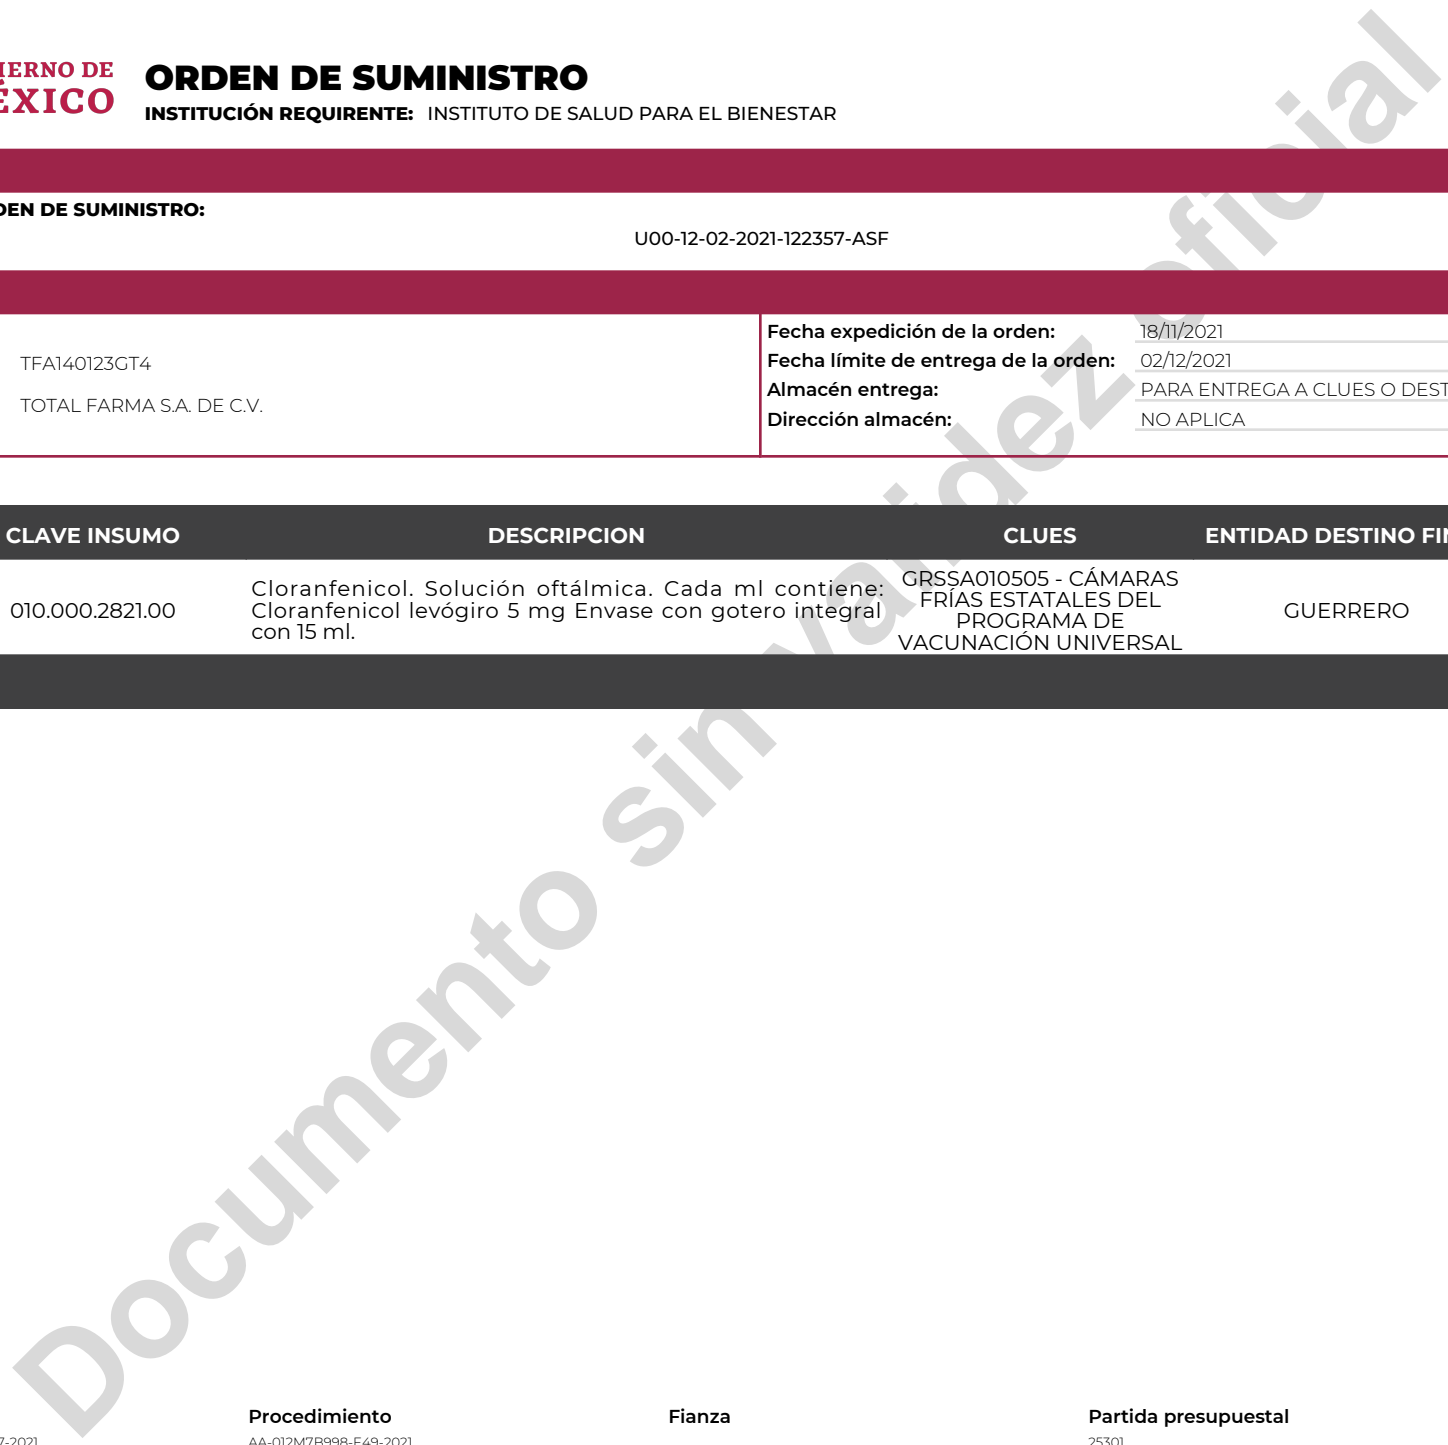 IERNO DE
ÉXICO
ORDEN DE SUMINISTRO
INSTITUCIÓN REQUIRENTE: INSTITUTO DE SALUD PARA EL BIENESTAR
DEN DE SUMINISTRO:
U00-12-02-2021-122357-ASF
TFA140123GT4
TOTAL FARMA S.A. DE C.V.
Fecha expedición de la orden: 18/11/2021
Fecha límite de entrega de la orden: 02/12/2021
Almacén entrega: PARA ENTREGA A CLUES O DEST
Dirección almacén: NO APLICA
CLAVE INSUMO DESCRIPCION CLUES ENTIDAD DESTINO FIN
010.000.2821.00
Cloranfenicol. Solución oftálmica. Cada ml contiene:
Cloranfenicol levógiro 5 mg Envase con gotero integral
con 15 ml.
GRSSA010505 - CÁMARAS
FRÍAS ESTATALES DEL
PROGRAMA DE
VACUNACIÓN UNIVERSAL
GUERRERO
Documento sin validez oficial
Procedimiento Fianza Partida presupuestal
7-2021 AA-012M7B998-E49-2021 25301